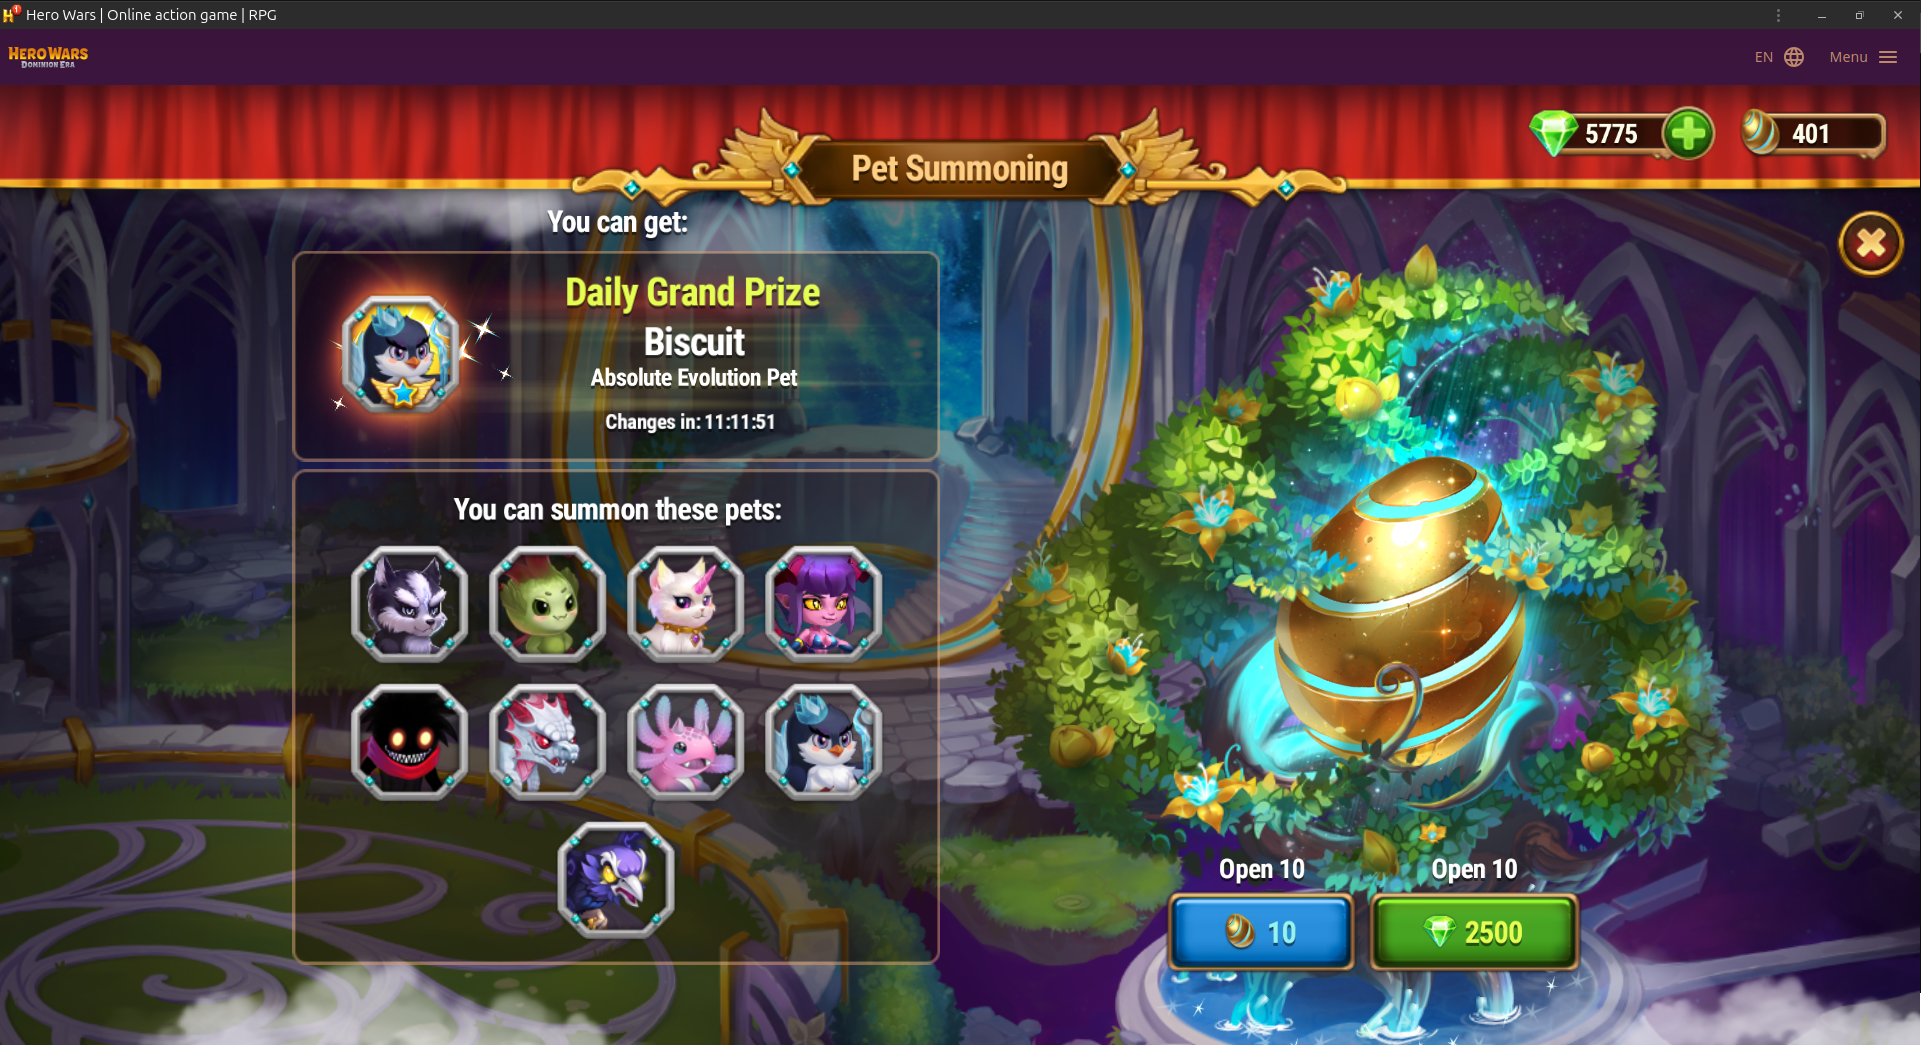 Hero Wars | Online action game | RPG
HERO WARS
DOMINION ERA
EN
Menu
5775
401
Pet Summoning
You can get:
Daily Grand Prize
Biscuit
Absolute Evolution Pet
Changes in: 11:11:51
You can summon these pets:
Open 10
Open 10
10
2500